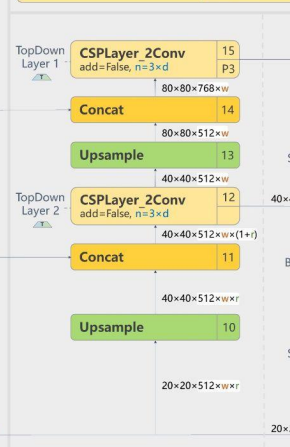 TopDown
Layer 1
T
CSPLayer_2Conv
add=False, n=3×d
15
P3
80×80×768×w
Concat
14
80×80×512×w
Upsample
13
40×40×512×w
TopDown
Layer 2
T
CSPLayer_2Conv
add=False, n=3×d
12
40×
40×40×512×w×(1+r)
Concat
11
40×40×512×w×r
Upsample
10
20×20×512×w×r
20×